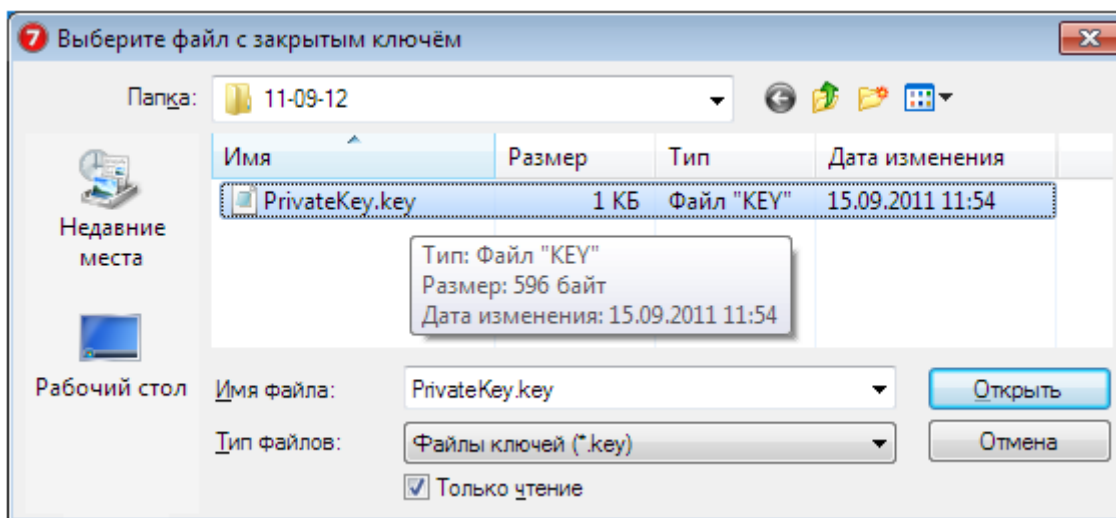 7 Выберите файл с закрытым ключём
Папка: 11-09-12
Имя Размер Тип Дата изменения
PrivateKey.key 1 КБ Файл "KEY" 15.09.2011 11:54
Тип: Файл "KEY"
Размер: 596 байт
Дата изменения: 15.09.2011 11:54
Недавние
места
Рабочий стол
Имя файла: PrivateKey.key Открыть
Тип файлов: Файлы ключей (*.key) Отмена
Только чтение